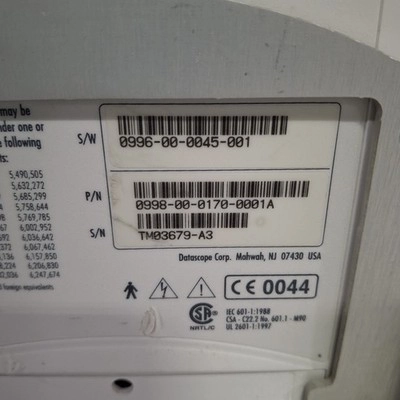 may be
der one or
e following
ts:
5,490,505
5,632,272
5,685,299
5,758,644
5,769,785
6,002,952
6,036,642
6,067,462
6,157,850
6,206,830
6,247,674
foreign equivalents
S/W
0996-00-0045-001
P/N
0998-00-0170-0001A
S/N
TM03679-A3
Datascope Corp. Mahwah, NJ 07430 USA
CE 0044
SA
NRTL/C
IEC 601-1:1988
CSA - C22.2 No. 601.1 - M90
UL 2601-1:1997